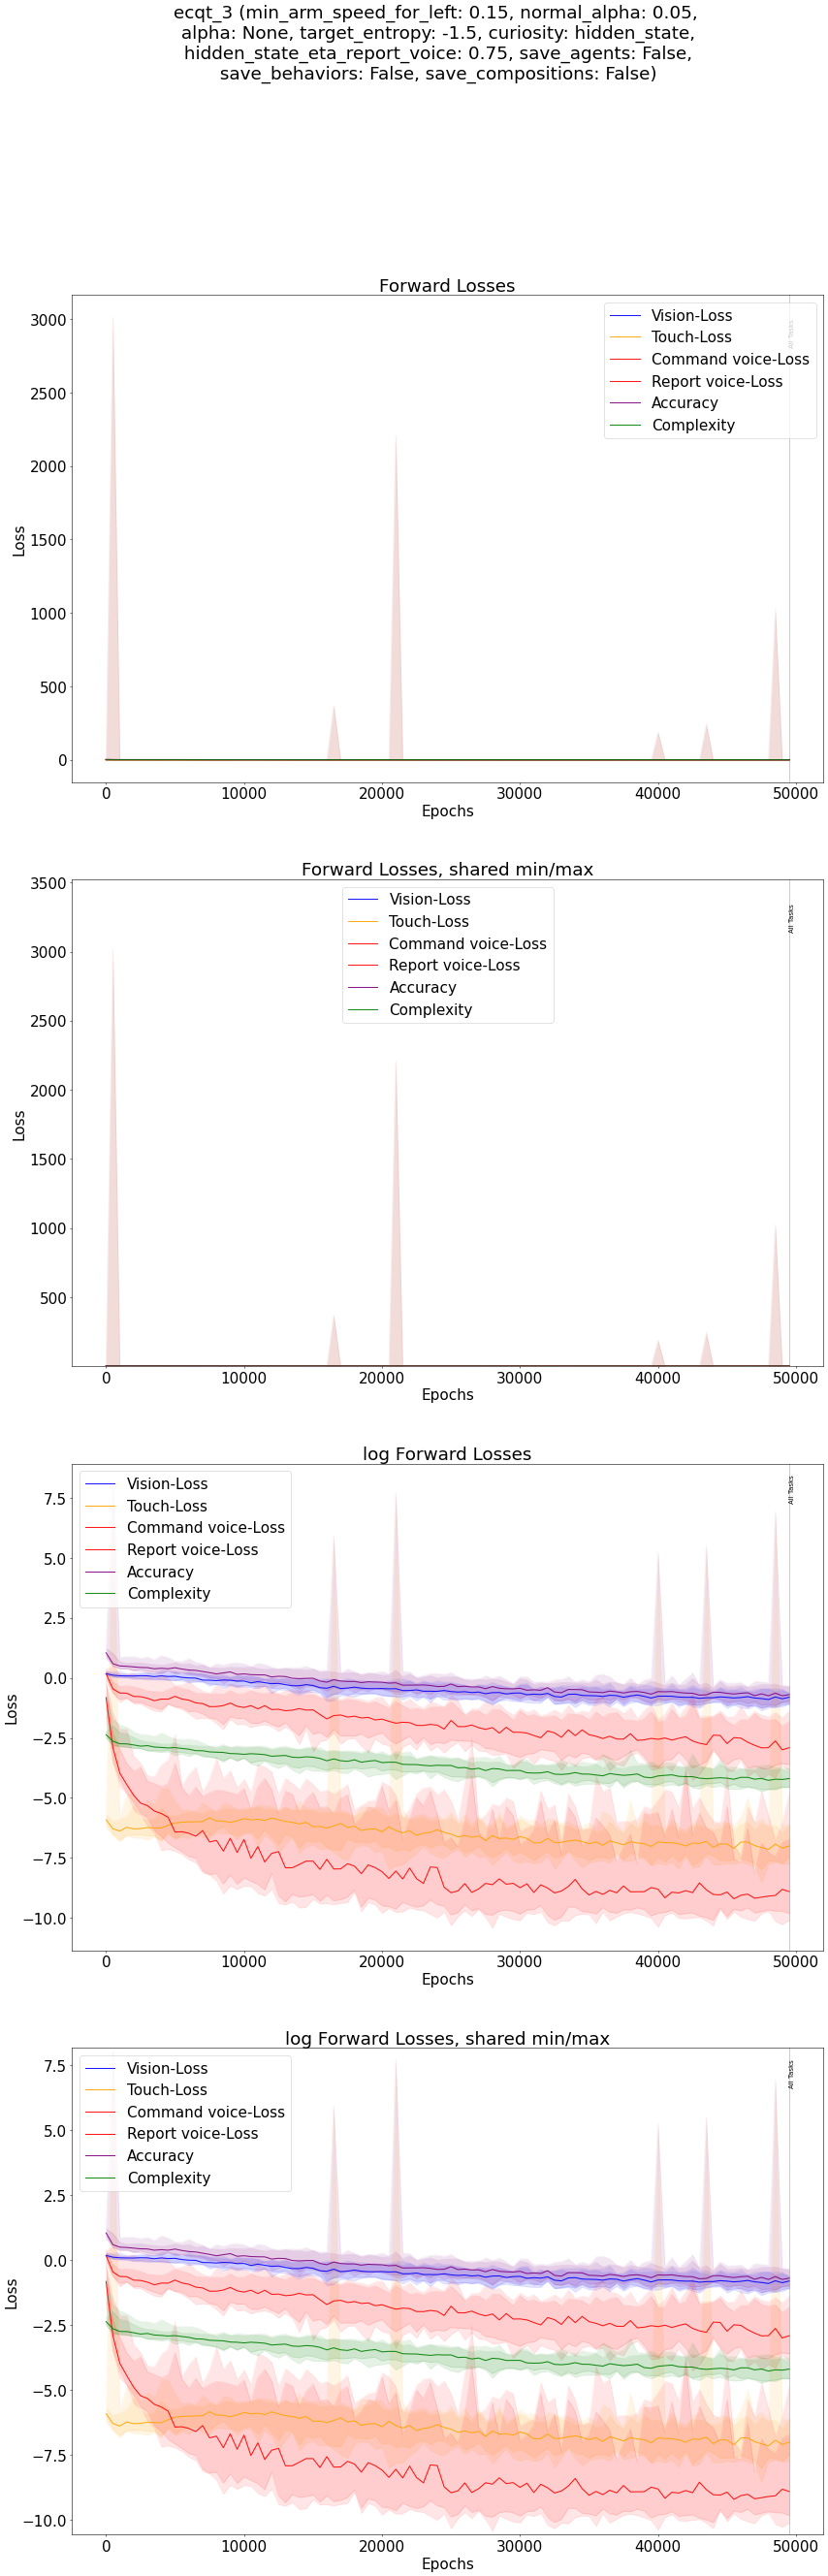 ecqt_3 (min_arm_speed_for_left: 0.15, normal_alpha: 0.05,
alpha: None, target_entropy: -1.5, curiosity: hidden_state,
hidden_state_eta_report_voice: 0.75, save_agents: False,
save_behaviors: False, save_compositions: False)
Forward Losses
3000
2500
2000
1500
1000
500
0
Loss
Vision-Loss
Touch-Loss
Command voice-Loss
Report voice-Loss
Accuracy
Complexity
All Tasks
0 10000 20000 30000 40000 50000
Epochs
Forward Losses, shared min/max
3500
3000
2500
2000
1500
1000
500
Loss
Vision-Loss
Touch-Loss
Command voice-Loss
Report voice-Loss
Accuracy
Complexity
All Tasks
0 10000 20000 30000 40000 50000
Epochs
log Forward Losses
7.5
5.0
2.5
0.0
−2.5
−5.0
−7.5
−10.0
Loss
Vision-Loss
Touch-Loss
Command voice-Loss
Report voice-Loss
Accuracy
Complexity
All Tasks
0 10000 20000 30000 40000 50000
Epochs
log Forward Losses, shared min/max
7.5
5.0
2.5
0.0
−2.5
−5.0
−7.5
−10.0
Loss
Vision-Loss
Touch-Loss
Command voice-Loss
Report voice-Loss
Accuracy
Complexity
All Tasks
0 10000 20000 30000 40000 50000
Epochs